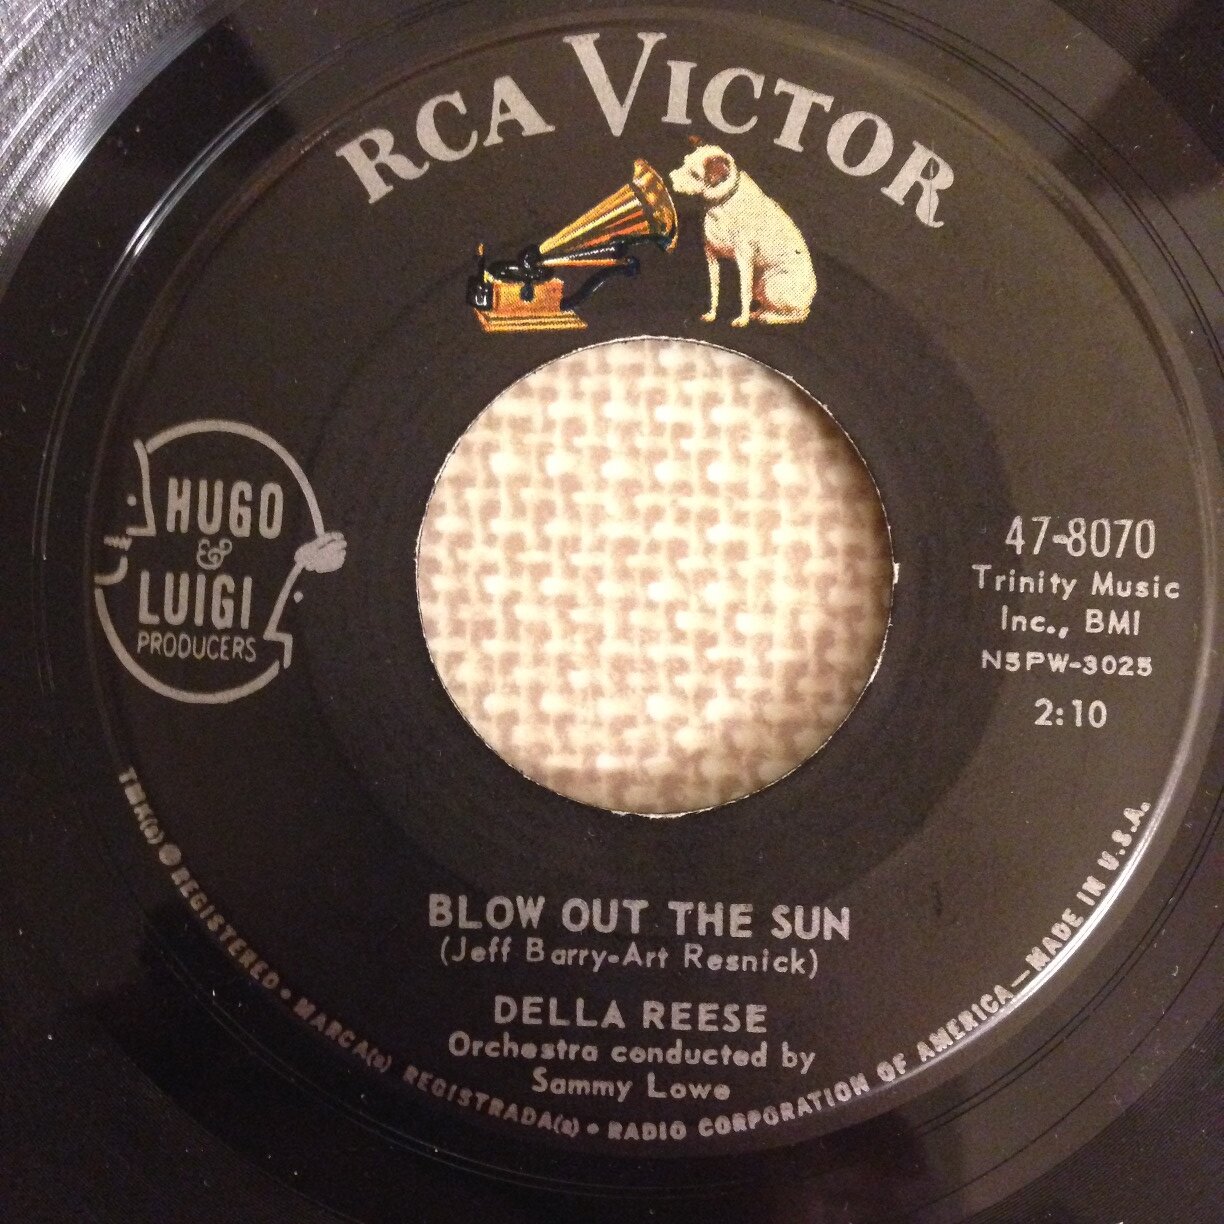 RCA VICTOR
HUGO
&
LUIGI
PRODUCERS
47-8070
Trinity Music
Inc., BMI
N5PW-3025
2:10
BLOW OUT THE SUN
(Jeff Barry-Art Resnick)
DELLA REESE
Orchestra conducted by
Sammy Lowe
TMK(s) ® REGISTERED • MARCA(s) REGISTRADA(s) • RADIO CORPORATION OF AMERICA—MADE IN U.S.A.